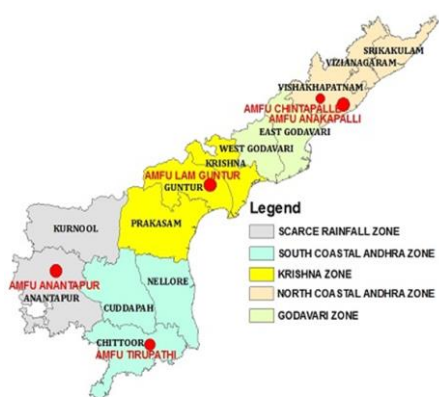 SRIKAKULAM
VIZIANAGARAM
VISHAKHAPATNAM
AMFU CHINTAPALLE
AMFU ANAKAPALLI
EAST GODAVARI
WEST GODAVARI
KRISHNA
AMFU LAM GUNTUR
GUNTUR
PRAKASAM
KURNOOL
AMFU ANANTAPUR
ANANTAPUR
NELLORE
CUDDAPAH
CHITTOOR
AMFU TIRUPATHI
Legend
SCARCE RAINFALL ZONE
SOUTH COASTAL ANDHRA ZONE
KRISHNA ZONE
NORTH COASTAL ANDHRA ZONE
GODAVARI ZONE